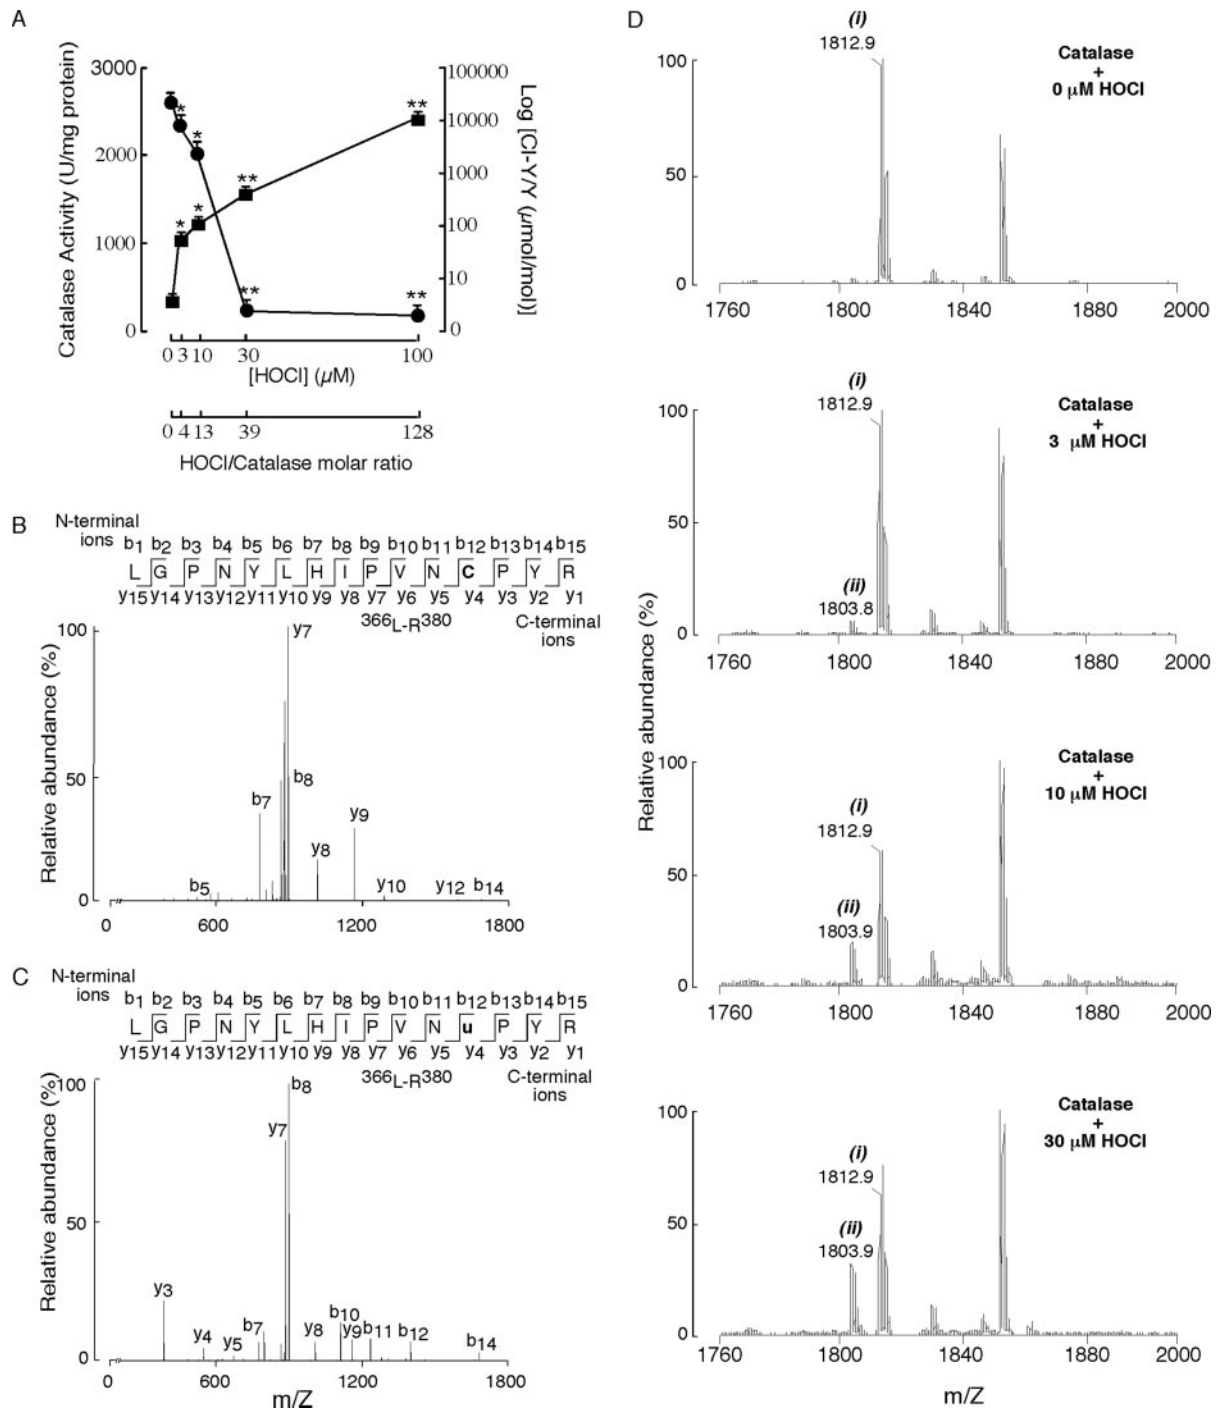 A
Catalase Activity (U/mg protein)
3000
2000
1000
0
* * ** **
* * ** **
100000
10000
1000
100
10
0
Log [Cl-Y/Y (µmol/mol)]
0 3 10 30 100
[HOCl] (µM)
0 4 13 39 128
HOCl/Catalase molar ratio
B
N-terminal
ions
b1 b2 b3 b4 b5 b6 b7 b8 b9 b10 b11 b12 b13 b14 b15
L G P N Y L H I P V N C P Y R
y15 y14 y13 y12 y11 y10 y9 y8 y7 y6 y5 y4 y3 y2 y1
366L-R380
C-terminal
ions
Relative abundance (%)
100
50
0
y7
b8
b7
y9
y8
b5
y10
y12
b14
0 600 1200 1800
C
N-terminal
ions
b1 b2 b3 b4 b5 b6 b7 b8 b9 b10 b11 b12 b13 b14 b15
L G P N Y L H I P V N u P Y R
y15 y14 y13 y12 y11 y10 y9 y8 y7 y6 y5 y4 y3 y2 y1
366L-R380
C-terminal
ions
Relative abundance (%)
100
50
0
b8
y7
y3
y4
y5
b7
y8
b10
y9
b11
b12
b14
0 600 1200 1800
m/Z
D
Relative abundance (%)
(i)
1812.9
Catalase
+
0 µM HOCl
100
50
0
1760 1800 1840 1880 2000
(i)
1812.9
(ii)
1803.8
Catalase
+
3 µM HOCl
100
50
0
1760 1800 1840 1880 2000
(i)
1812.9
(ii)
1803.9
Catalase
+
10 µM HOCl
100
50
0
1760 1800 1840 1880 2000
(i)
1812.9
(ii)
1803.9
Catalase
+
30 µM HOCl
100
50
0
1760 1800 1840 1880 2000
m/Z